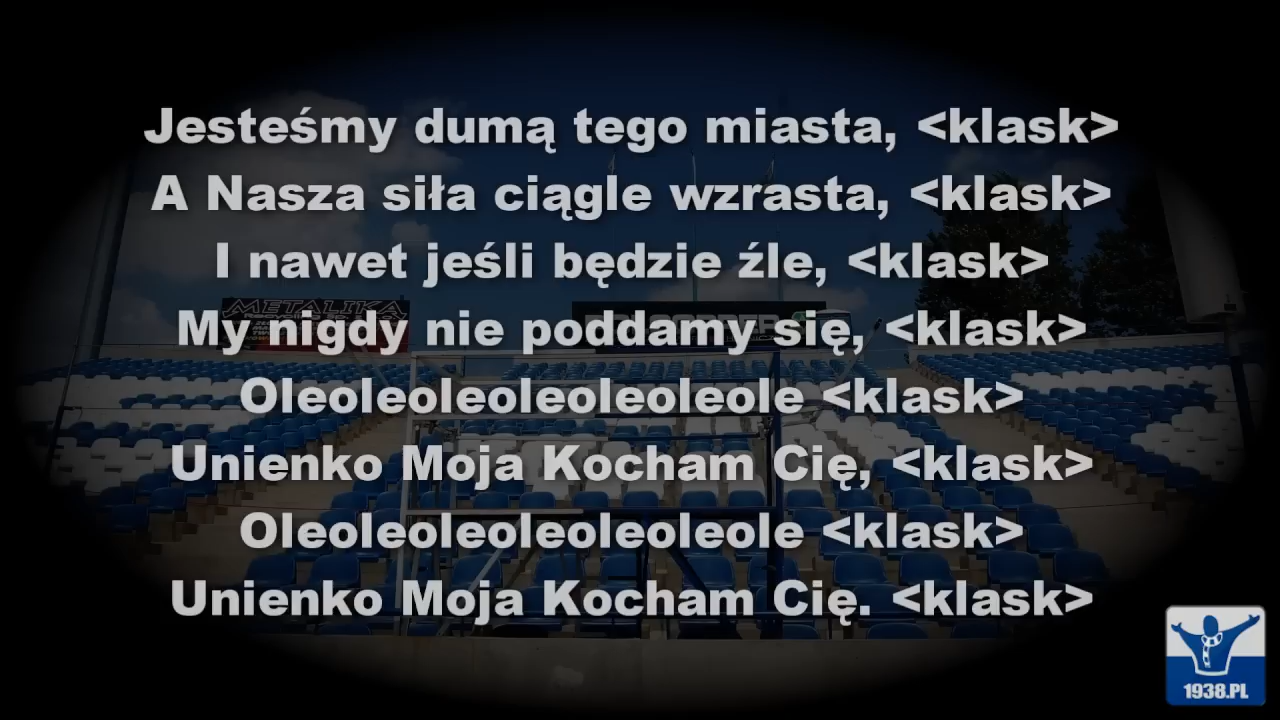 Jesteśmy dumą tego miasta, <klask>
A Nasza siła ciągle wzrasta, <klask>
I nawet jeśli będzie źle, <klask>
METALIKA
My nigdy nie poddamy się, <klask>
Oleoleoleoleoleoleole <klask>
Unienko Moja Kocham Cię, <klask>
Oleoleoleoleoleoleole <klask>
Unienko Moja Kocham Cię. <klask>
1938.PL